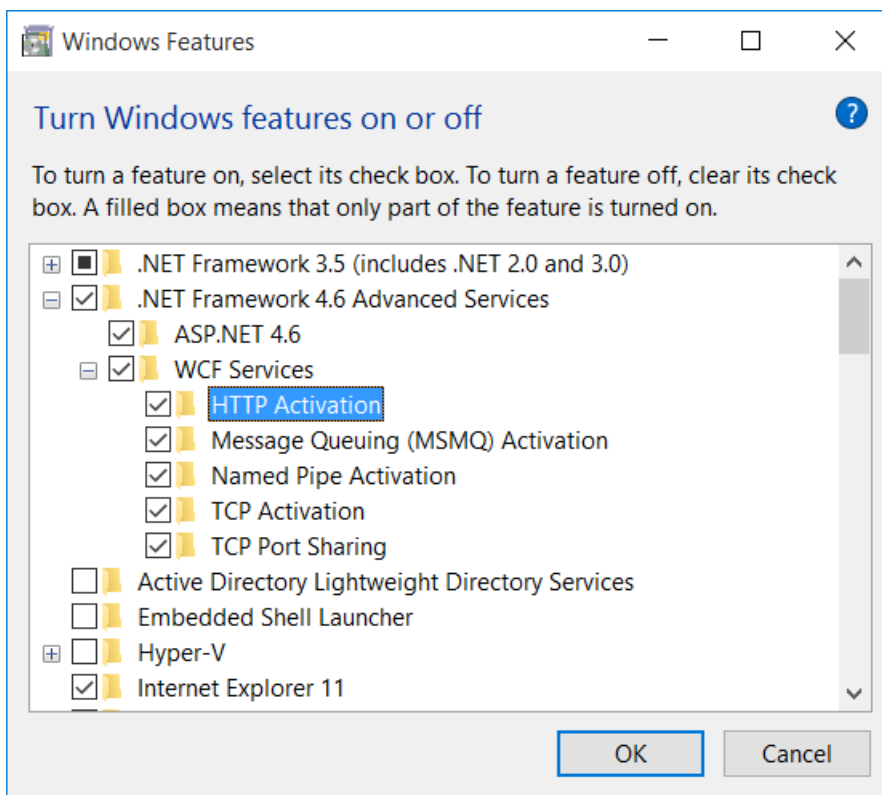 Windows Features
Turn Windows features on or off
?
To turn a feature on, select its check box. To turn a feature off, clear its check
box. A filled box means that only part of the feature is turned on.
.NET Framework 3.5 (includes .NET 2.0 and 3.0)
.NET Framework 4.6 Advanced Services
ASP.NET 4.6
WCF Services
HTTP Activation
Message Queuing (MSMQ) Activation
Named Pipe Activation
TCP Activation
TCP Port Sharing
Active Directory Lightweight Directory Services
Embedded Shell Launcher
Hyper-V
Internet Explorer 11
OK
Cancel